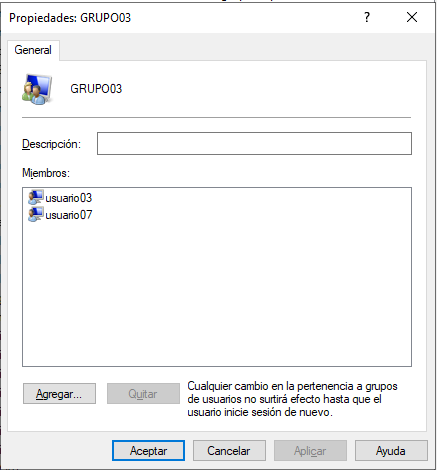 Propiedades: GRUPO03
?
General
GRUPO03
Descripción:
Miembros:
usuario03
usuario07
Agregar...
Quitar
Cualquier cambio en la pertenencia a grupos
de usuarios no surtirá efecto hasta que el
usuario inicie sesión de nuevo.
Aceptar
Cancelar
Aplicar
Ayuda